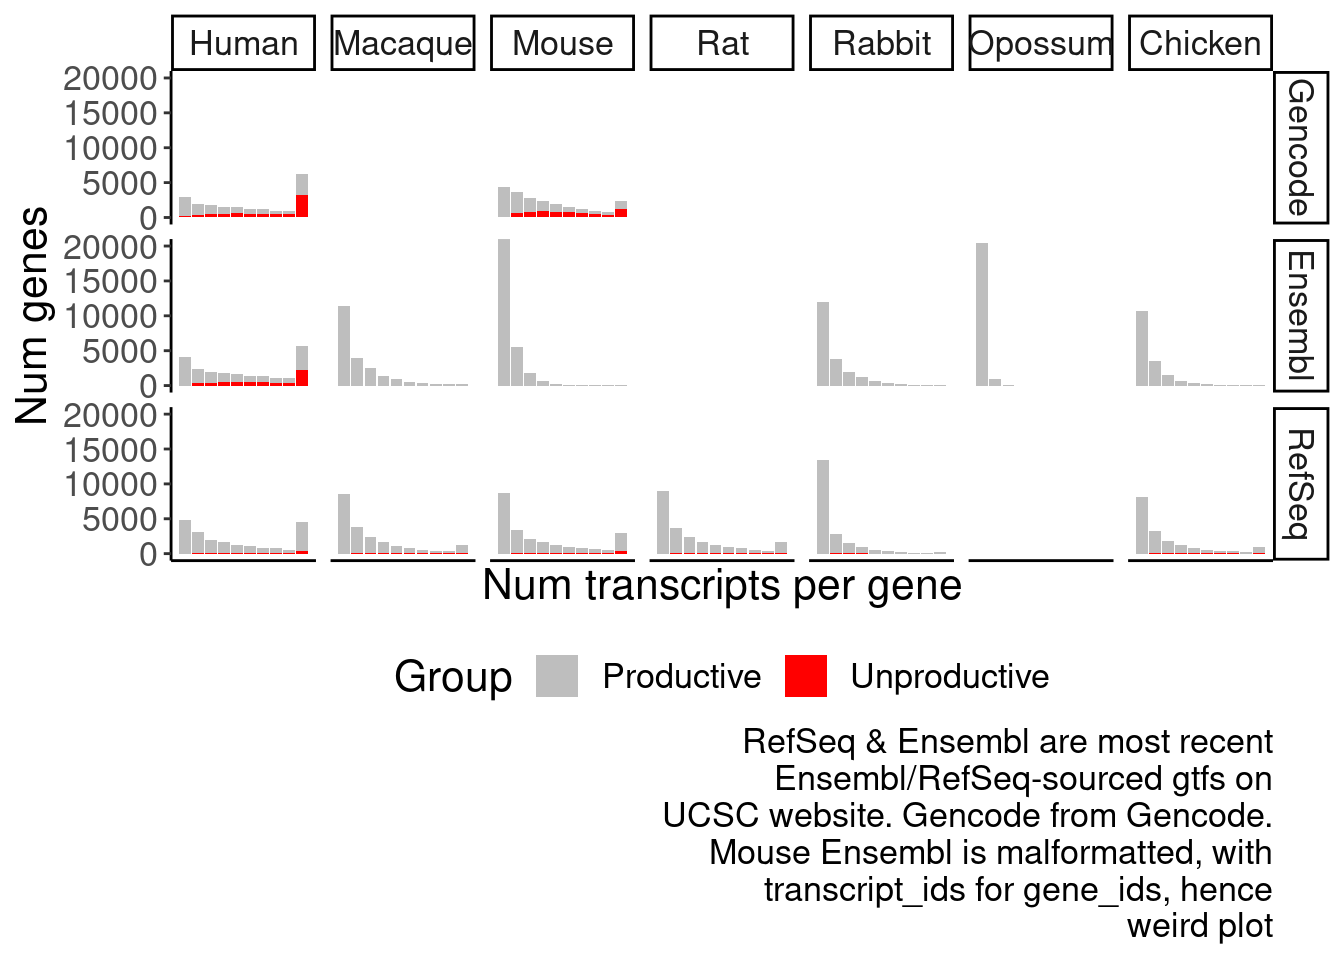 Human Macaque Mouse Rat Rabbit Opossum Chicken
20000
15000
10000
5000
0
Gencode
20000
15000
10000
5000
0
Ensembl
20000
15000
10000
5000
0
RefSeq
Num genes
Num transcripts per gene
Group Productive Unproductive
RefSeq & Ensembl are most recent
Ensembl/RefSeq-sourced gtfs on
UCSC website. Gencode from Gencode.
Mouse Ensembl is malformatted, with
transcript_ids for gene_ids, hence
weird plot